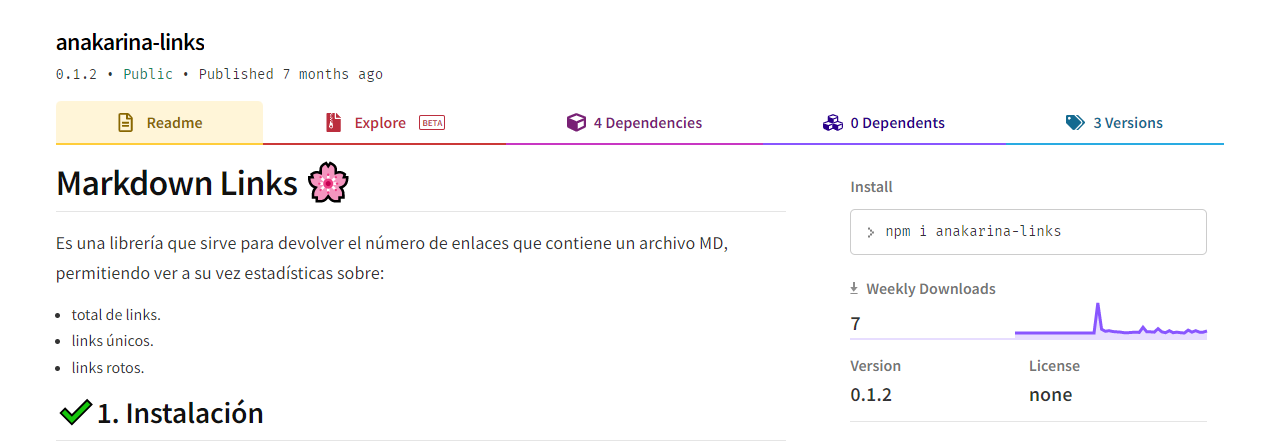 anakarina-links
0.1.2 • Public • Published 7 months ago
Readme
Explore BETA
4 Dependencies
0 Dependents
3 Versions
Markdown Links
Es una librería que sirve para devolver el número de enlaces que contiene un archivo MD,
permitiendo ver a su vez estadísticas sobre:
• total de links.
• links únicos.
• links rotos.
1. Instalación
Install
> npm i anakarina-links
Weekly Downloads
7
Version
0.1.2
License
none